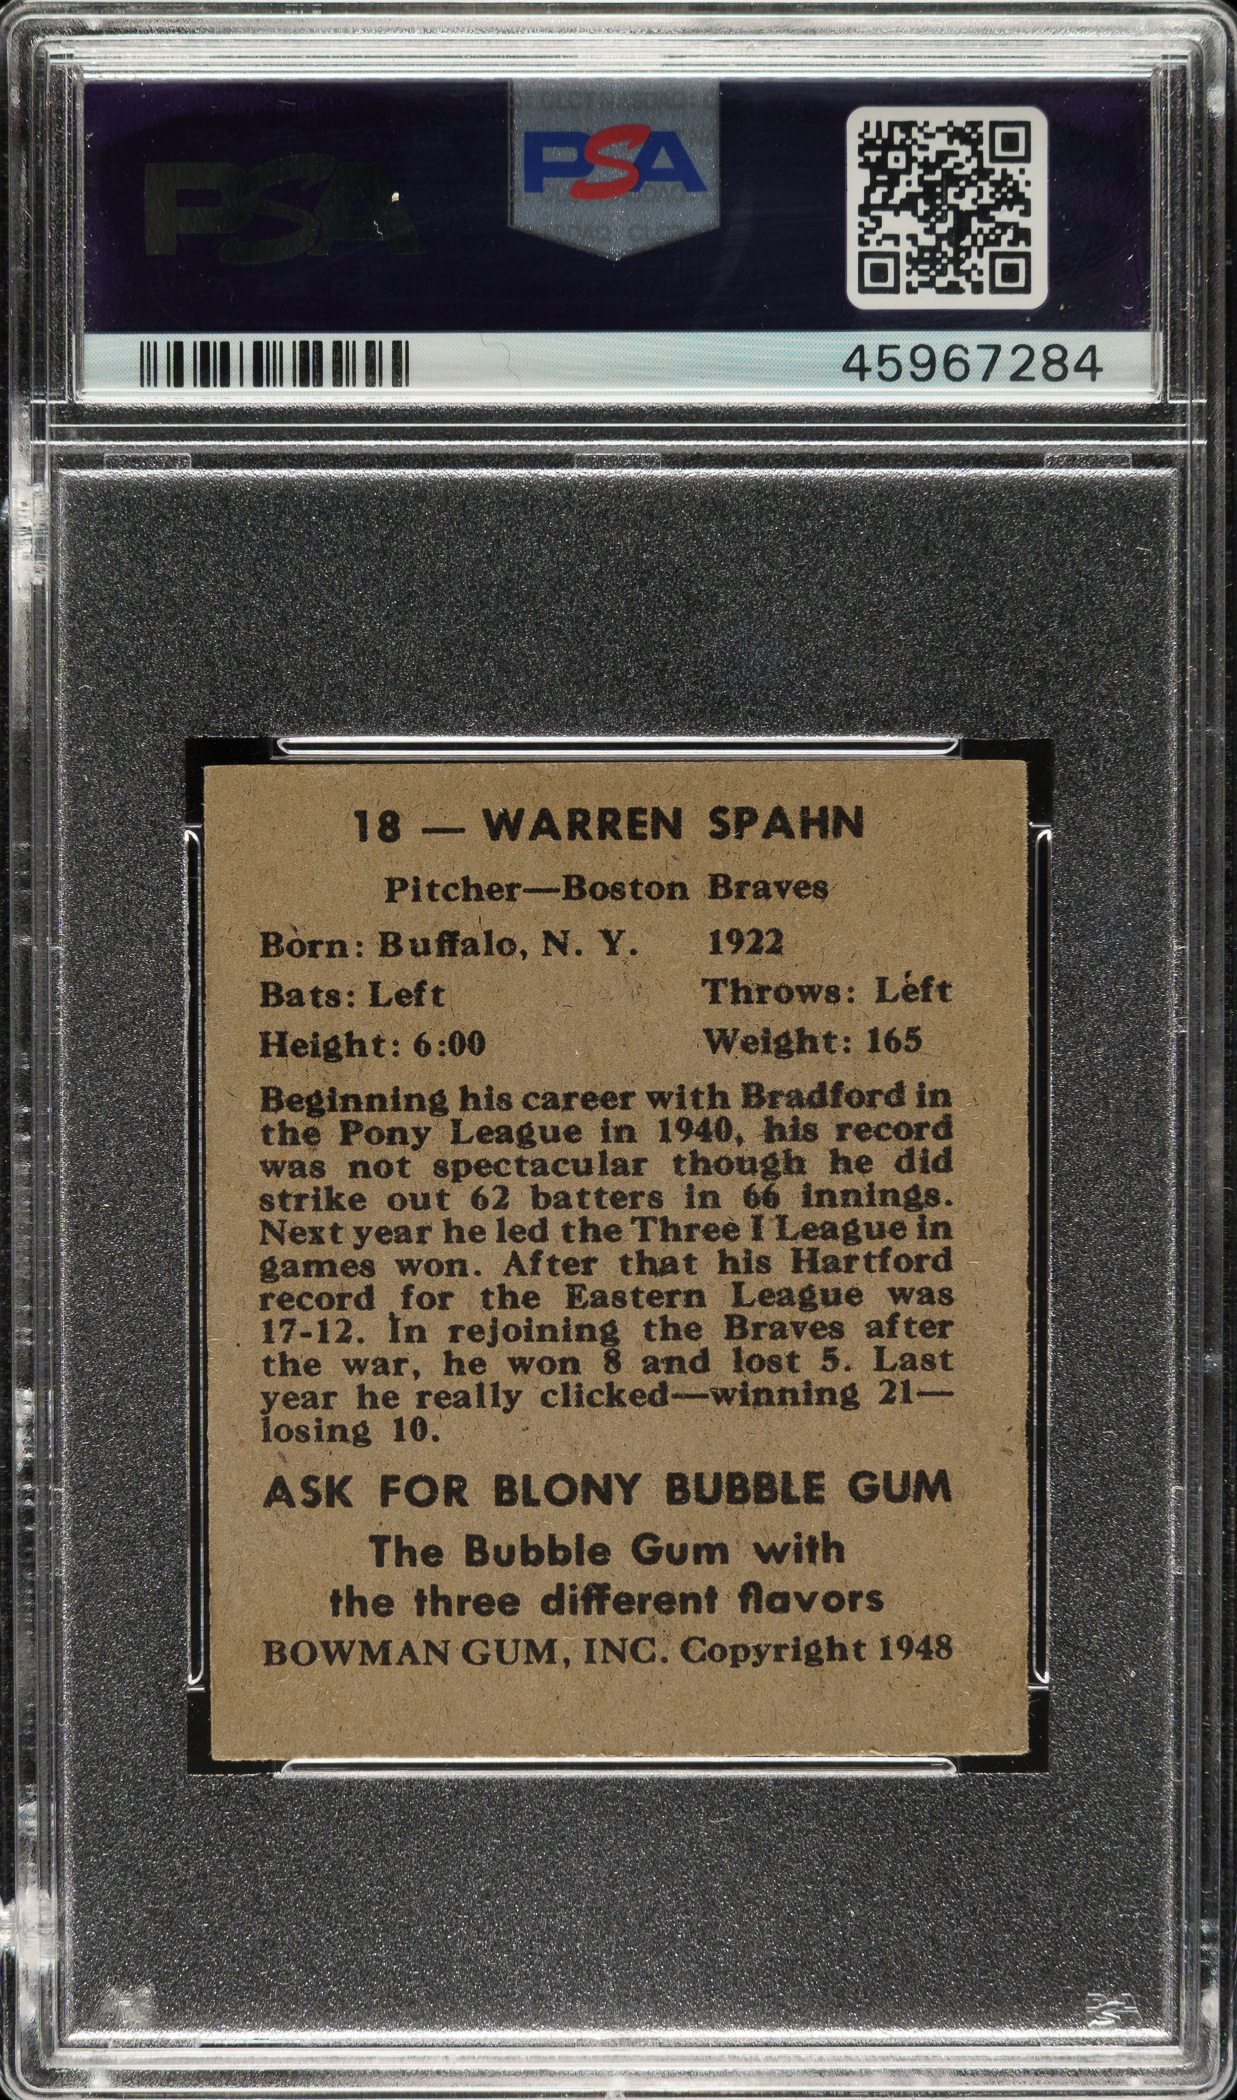 PSA
PSA
45967284
18 — WARREN SPAHN
Pitcher—Boston Braves
Born: Buffalo, N. Y. 1922
Bats: Left Throws: Left
Height: 6:00 Weight: 165
Beginning his career with Bradford in
the Pony League in 1940, his record
was not spectacular though he did
strike out 62 batters in 66 innings.
Next year he led the Three I League in
games won. After that his Hartford
record for the Eastern League was
17-12. In rejoining the Braves after
the war, he won 8 and lost 5. Last
year he really clicked—winning 21—
losing 10.
ASK FOR BLONY BUBBLE GUM
The Bubble Gum with
the three different flavors
BOWMAN GUM, INC. Copyright 1948
PSA